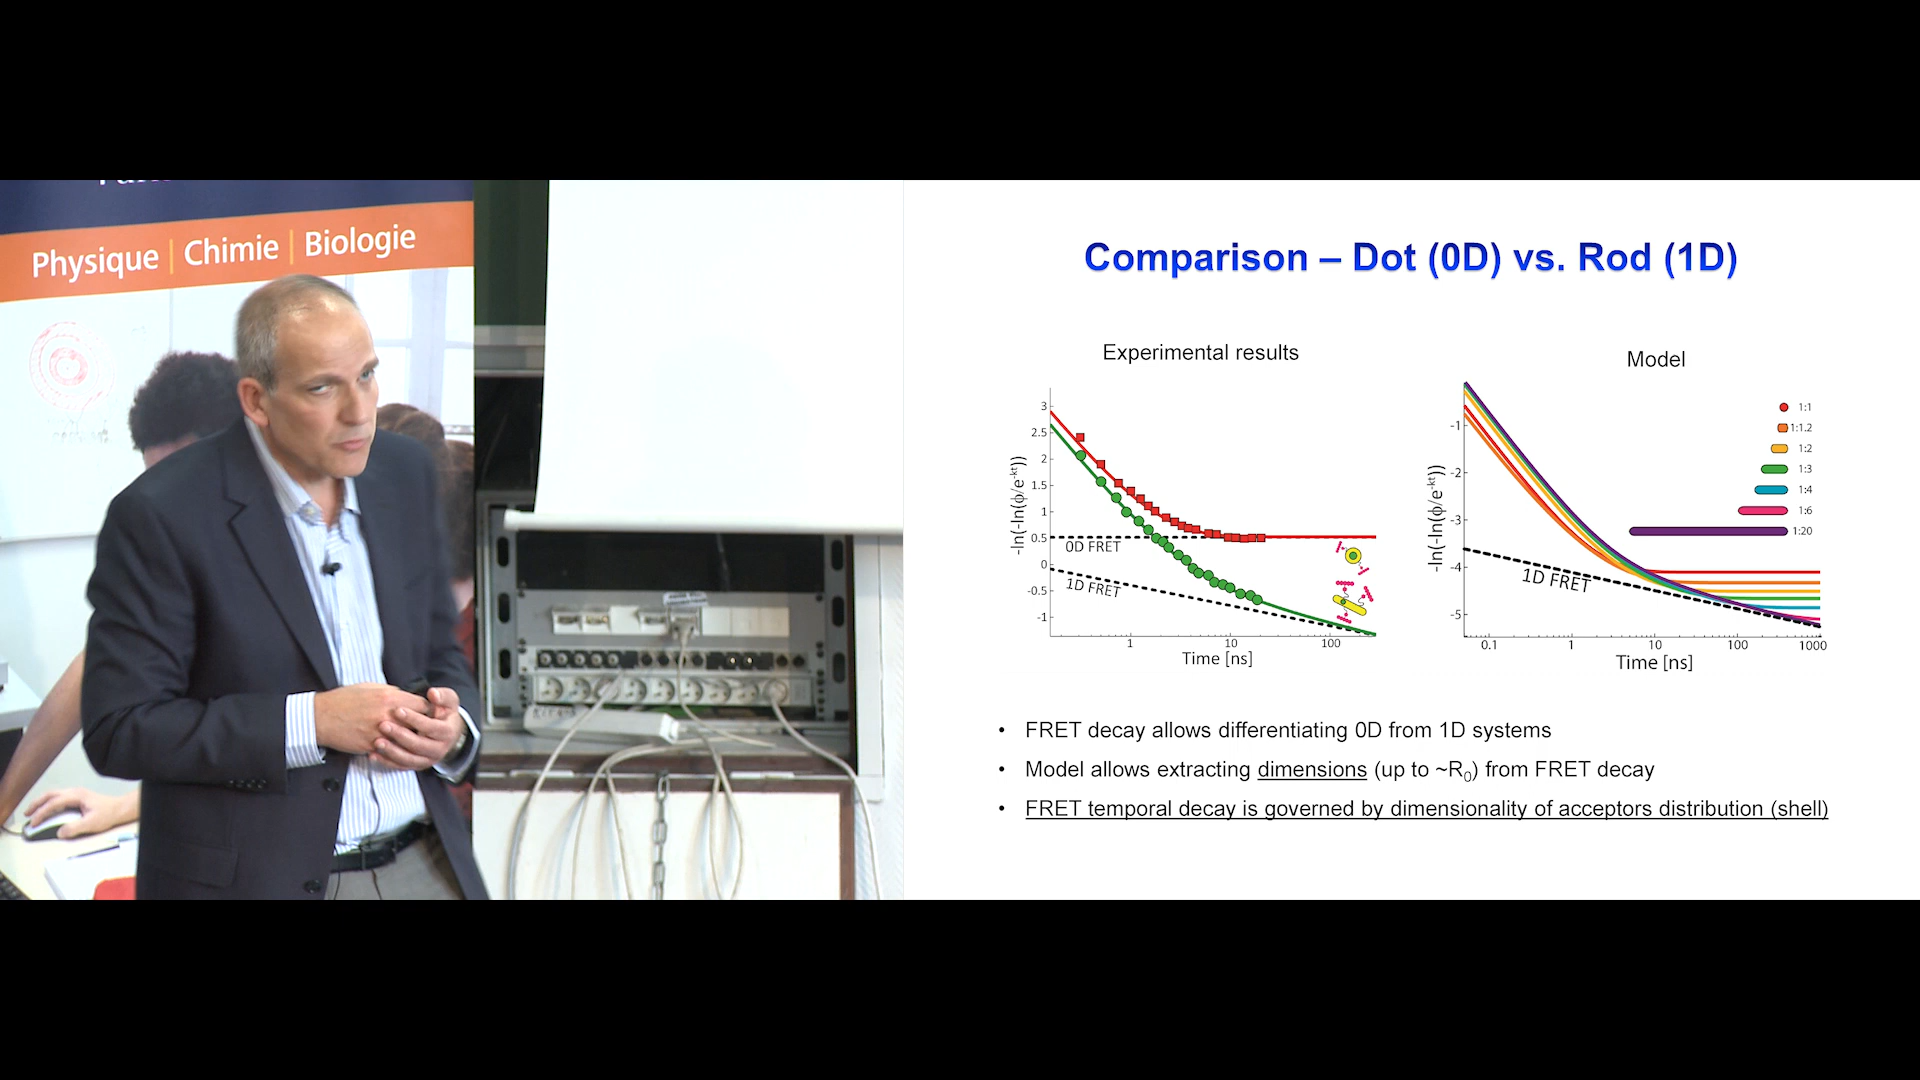 Physique | Chimie | Biologie
Comparison – Dot (0D) vs. Rod (1D)
Experimental results
Model
-ln(-ln(ϕ/e^-kt))
3
2.5
2
1.5
1
0.5
0
-0.5
-1
0D FRET
1D FRET
1
10
100
Time [ns]
-ln(-ln(ϕ/e^-kt))
-1
-2
-3
-4
-5
1:1
1:1.2
1:2
1:3
1:4
1:6
1:20
1D FRET
0.1
1
10
100
1000
Time [ns]
• FRET decay allows differentiating 0D from 1D systems
• Model allows extracting dimensions (up to ~R₀) from FRET decay
• FRET temporal decay is governed by dimensionality of acceptors distribution (shell)